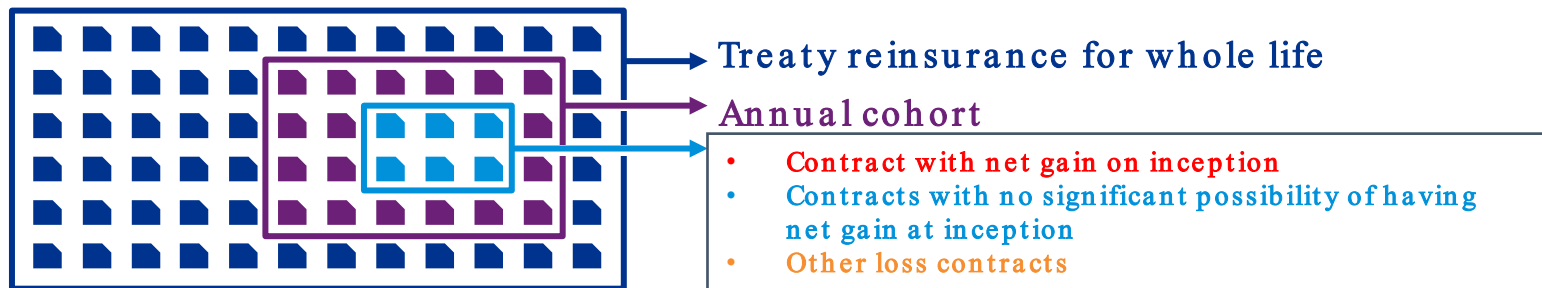 Treaty reinsurance for whole life
Annual cohort
• Contract with net gain on inception
• Contracts with no significant possibility of having
net gain at inception
• Other loss contracts